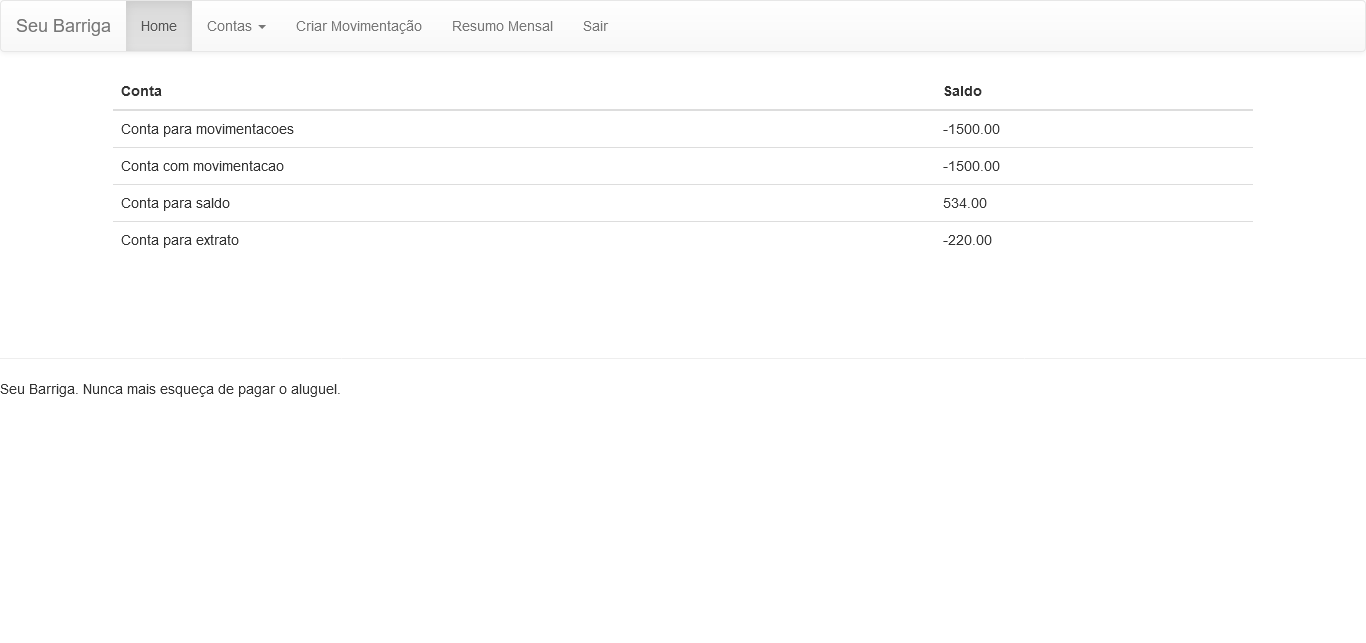 Seu Barriga Home Contas Criar Movimentação Resumo Mensal Sair
Conta Saldo
Conta para movimentacoes -1500.00
Conta com movimentacao -1500.00
Conta para saldo 534.00
Conta para extrato -220.00
Seu Barriga. Nunca mais esqueça de pagar o aluguel.